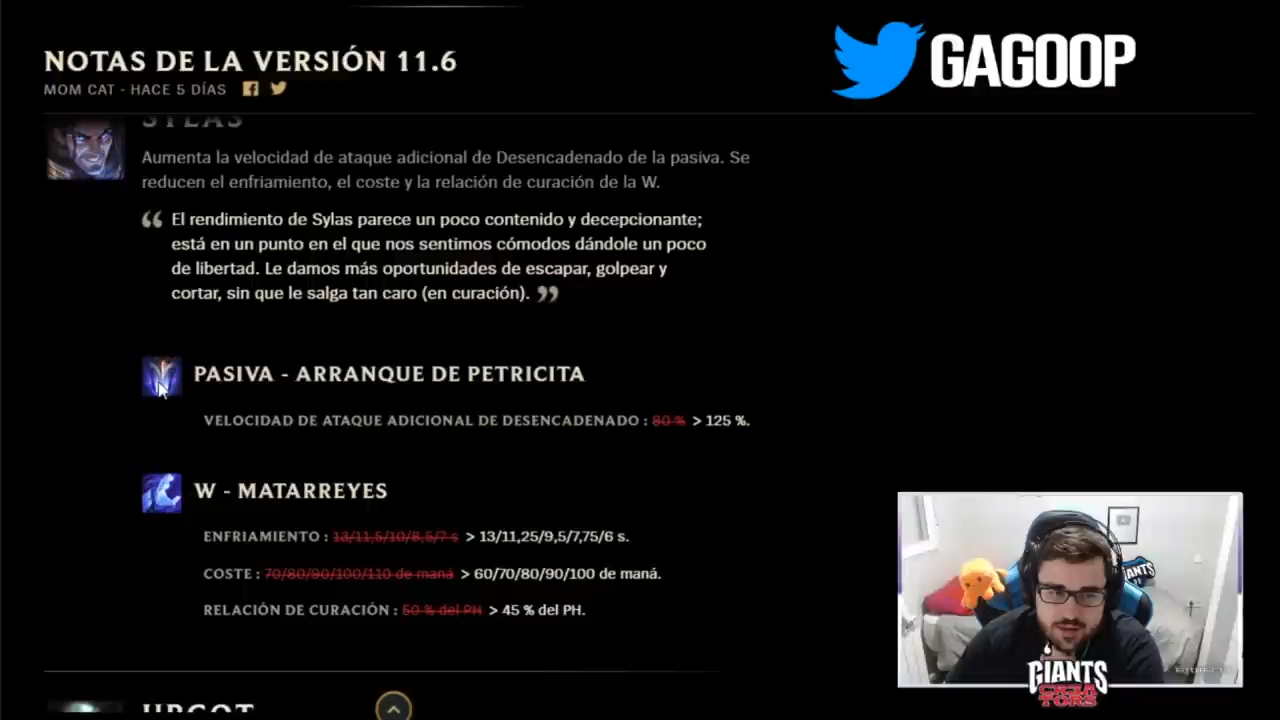 NOTAS DE LA VERSIÓN 11.6
MOM CAT - HACE 5 DÍAS
GAGOOP
SYLAS
Aumenta la velocidad de ataque adicional de Desencadenado de la pasiva. Se
reducen el enfriamiento, el coste y la relación de curación de la W.
“ El rendimiento de Sylas parece un poco contenido y decepcionante;
está en un punto en el que nos sentimos cómodos dándole un poco
de libertad. Le damos más oportunidades de escapar, golpear y
cortar, sin que le salga tan caro (en curación). ”
PASIVA - ARRANQUE DE PETRICITA
VELOCIDAD DE ATAQUE ADICIONAL DE DESENCADENADO : 80 % > 125 %.
W - MATARREYES
ENFRIAMIENTO : 13/11,5/10/8,5/7 s > 13/11,25/9,5/7,75/6 s.
COSTE : 70/80/90/100/110 de maná > 60/70/80/90/100 de maná.
RELACIÓN DE CURACIÓN : 50 % del PH > 45 % del PH.
URGOT
GIANTS
CREA
TORS